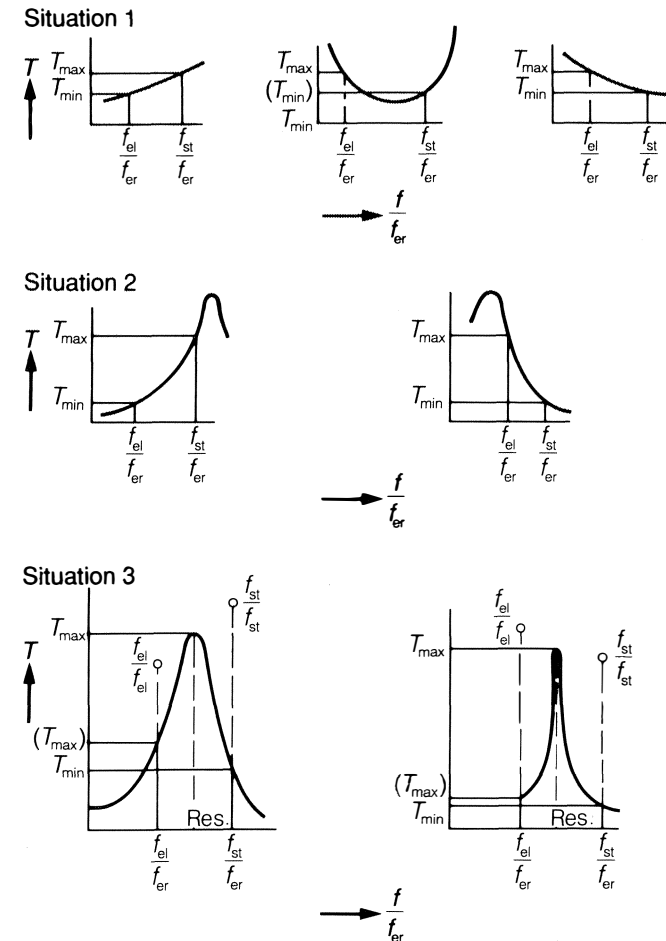 Situation 1
T
T_max
T_min
f_el/f_er
f_st/f_er
T_max
(T_min)
T_min
f_el/f_er
f_st/f_er
T_max
T_min
f_el/f_er
f_st/f_er
f/f_er
Situation 2
T
T_max
T_min
f_el/f_er
f_st/f_er
T_max
T_min
f_el/f_er
f_st/f_er
f/f_er
Situation 3
T
T_max
f_el/f_el
f_st/f_st
(T_max)
T_min
Res.
f_el/f_er
f_st/f_er
T_max
f_el/f_el
f_st/f_st
(T_max)
T_min
Res.
f_el/f_er
f_st/f_er
f/f_er